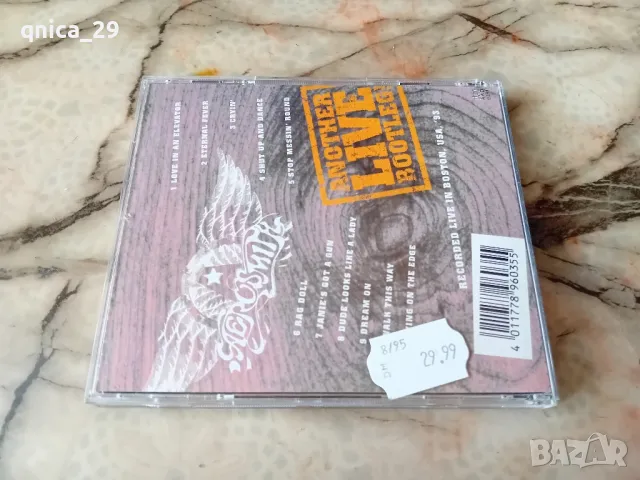 qnica_29
AEROSMITH
1 LOVE IN AN ELEVATOR
2 ETERNAL FEVER
3 CRYIN'
4 SHUT UP AND DANCE
5 STOP MESSIN' ROUND
6 RAG DOLL
7 JANIE'S GOT A GUN
8 DUDE LOOKS LIKE A LADY
9 DREAM ON
WALK THIS WAY
ING ON THE EDGE
ANOTHER
LIVE
BOOTLEG!
RECORDED LIVE IN BOSTON, USA, '93
4 011778 960355
8/95
29.99
BAZAR